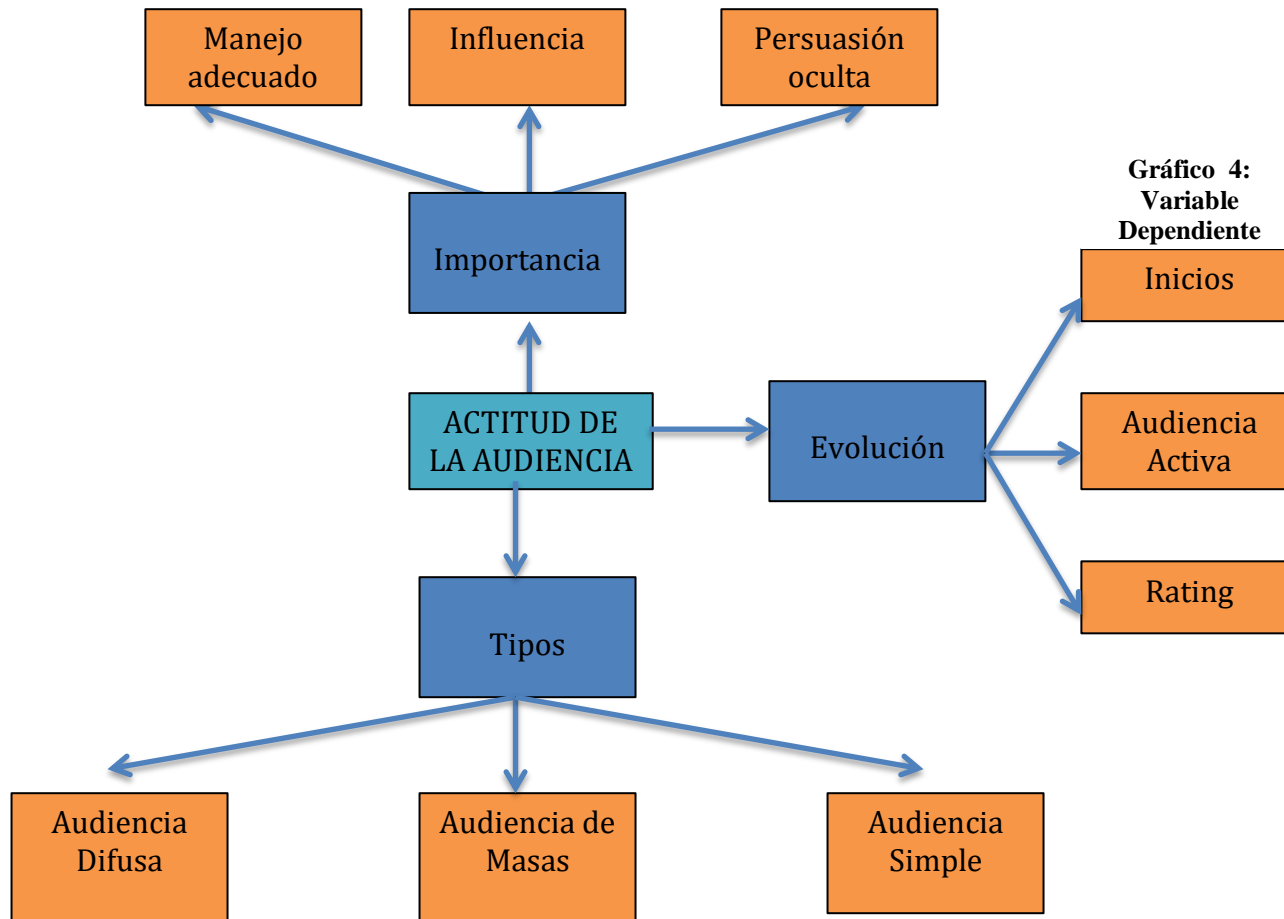 Manejo
adecuado
Influencia
Persuasión
oculta
Gráfico 4:
Variable
Dependiente
Importancia
Inicios
ACTITUD DE
LA AUDIENCIA
Evolución
Audiencia
Activa
Rating
Tipos
Audiencia
Difusa
Audiencia de
Masas
Audiencia
Simple